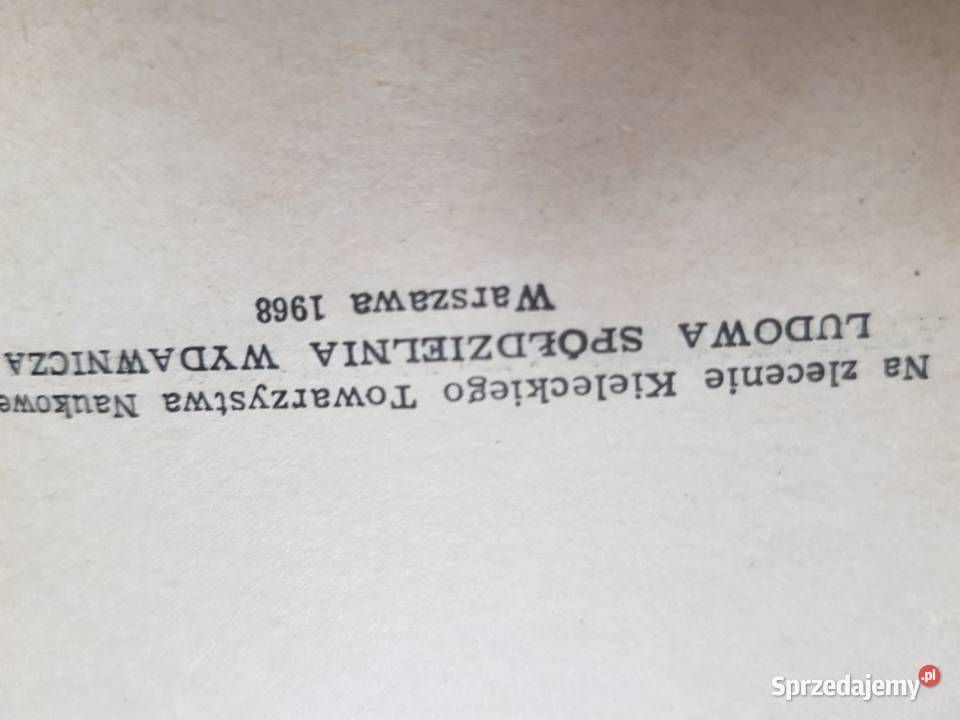 Na zlecenie Kieleckiego Towarzystwa Naukowe
LUDOWA SPÓŁDZIELNIA WYDAWNICZA
Warszawa 1968
Sprzedajemy.pl